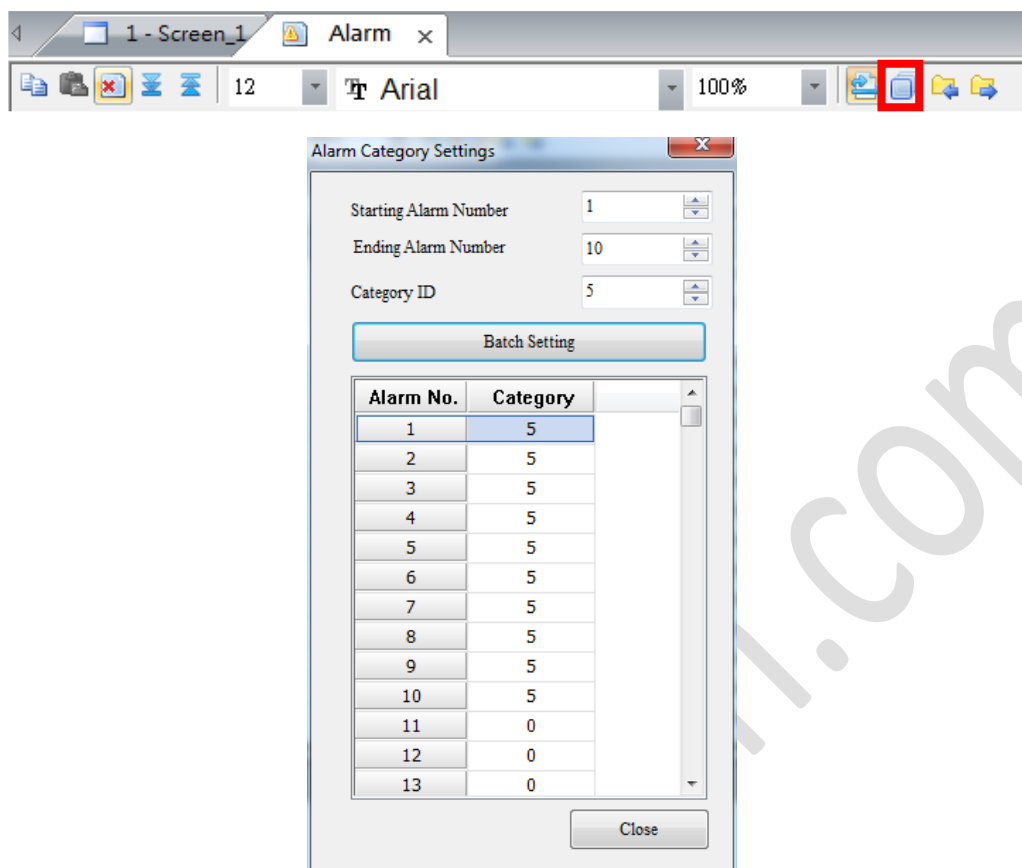 1 - Screen_1 Alarm
12 Arial 100%
Alarm Category Settings
Starting Alarm Number 1
Ending Alarm Number 10
Category ID 5
Batch Setting
Alarm No. Category
1 5
2 5
3 5
4 5
5 5
6 5
7 5
8 5
9 5
10 5
11 0
12 0
13 0
Close